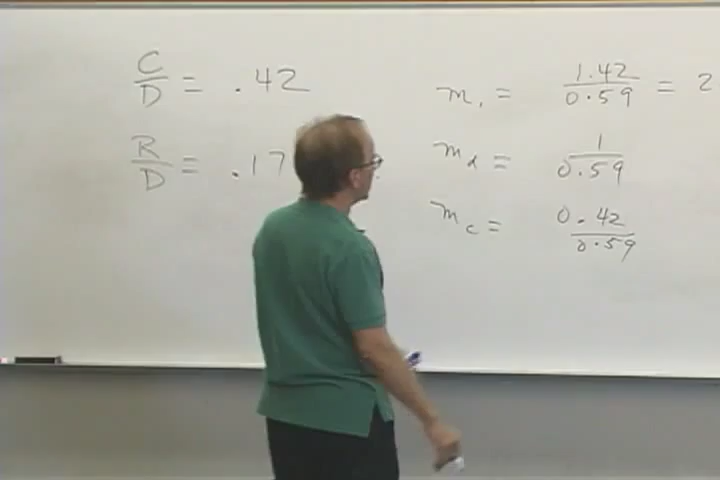 C/D = .42
R/D = .17
m₁ = 1.42/0.59 = 2
m_d = 1/0.59
m_c = 0.42/0.59